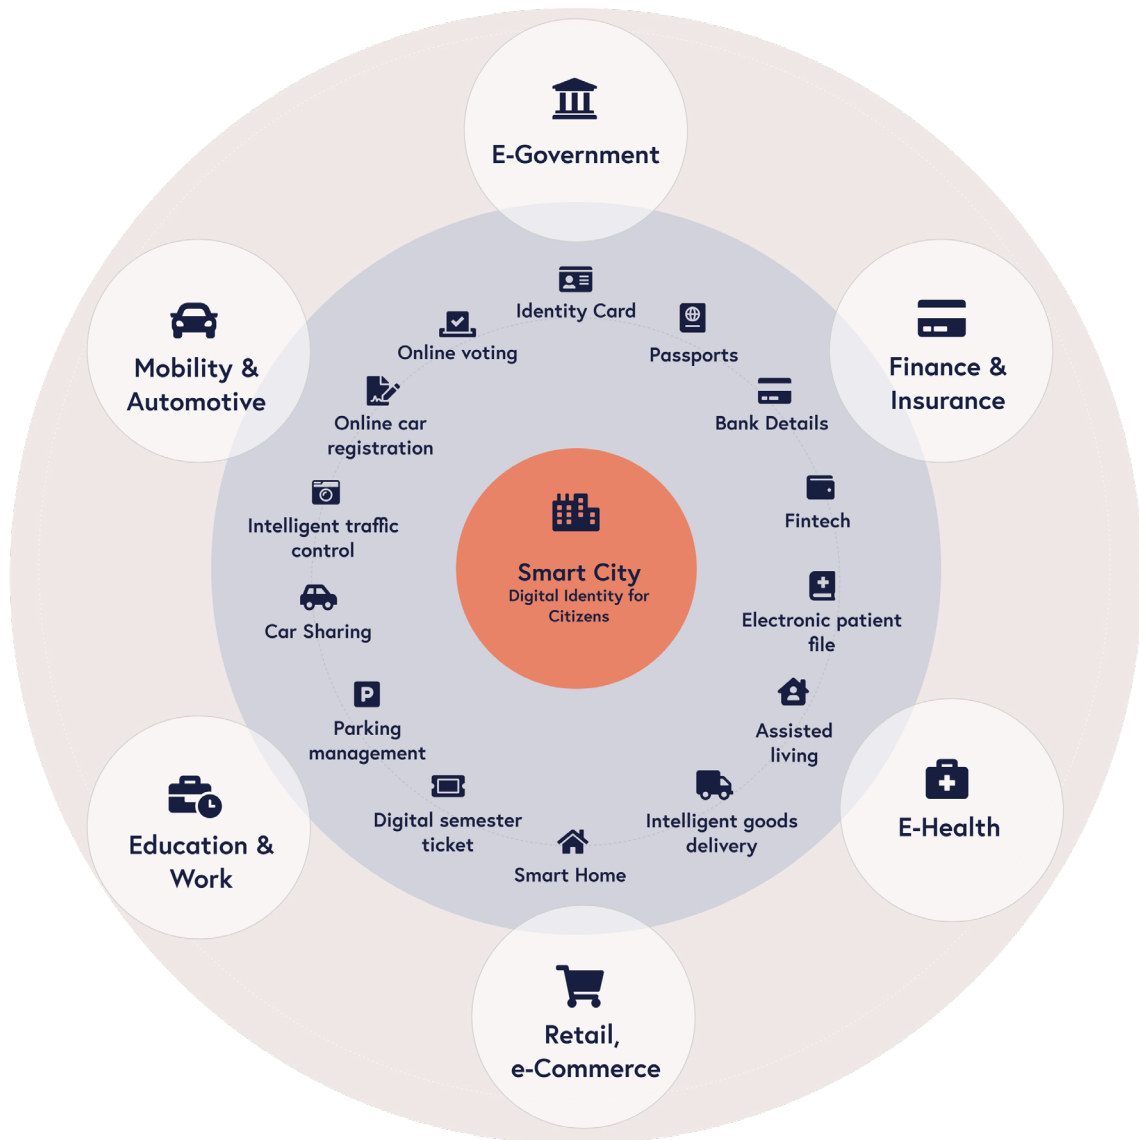 E-Government
Mobility &
Automotive
Finance &
Insurance
Identity Card
Online voting
Passports
Online car
registration
Bank Details
Intelligent traffic
control
Fintech
Smart City
Digital Identity for
Citizens
Car Sharing
Electronic patient
file
Parking
management
Assisted
living
P
Digital semester
ticket
Intelligent goods
delivery
Smart Home
Education &
Work
E-Health
Retail,
e-Commerce